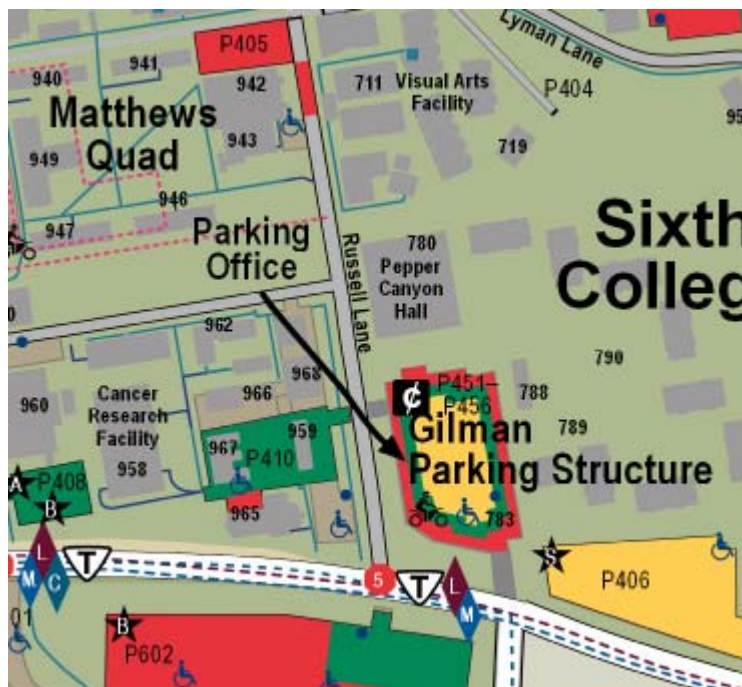 Lyman Lane
P405
P404
940
941
942
711
Visual Arts
Facility
Matthews
Quad
949
943
719
946
947
Parking
Office
Russell Lane
780
Pepper
Canyon
Hall
Sixth
Colleg
962
790
968
966
960
Cancer
Research
Facility
P451–
P456
¢
788
Gilman
Parking Structure
789
959
967
P410
958
P408
A
B
965
783
S
P406
L
T
M
C
5
T
L
M
01
B
P602